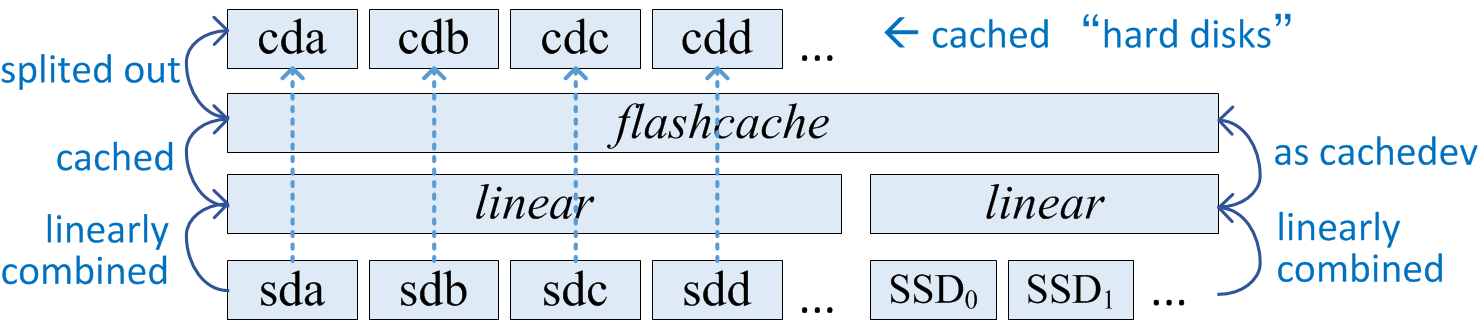 cda cdb cdc cdd ... ← cached “hard disks”
splited out
flashcache
cached
as cachedev
linear linear
linearly
combined
linearly
combined
sda sdb sdc sdd ... SSD₀ SSD₁ ...